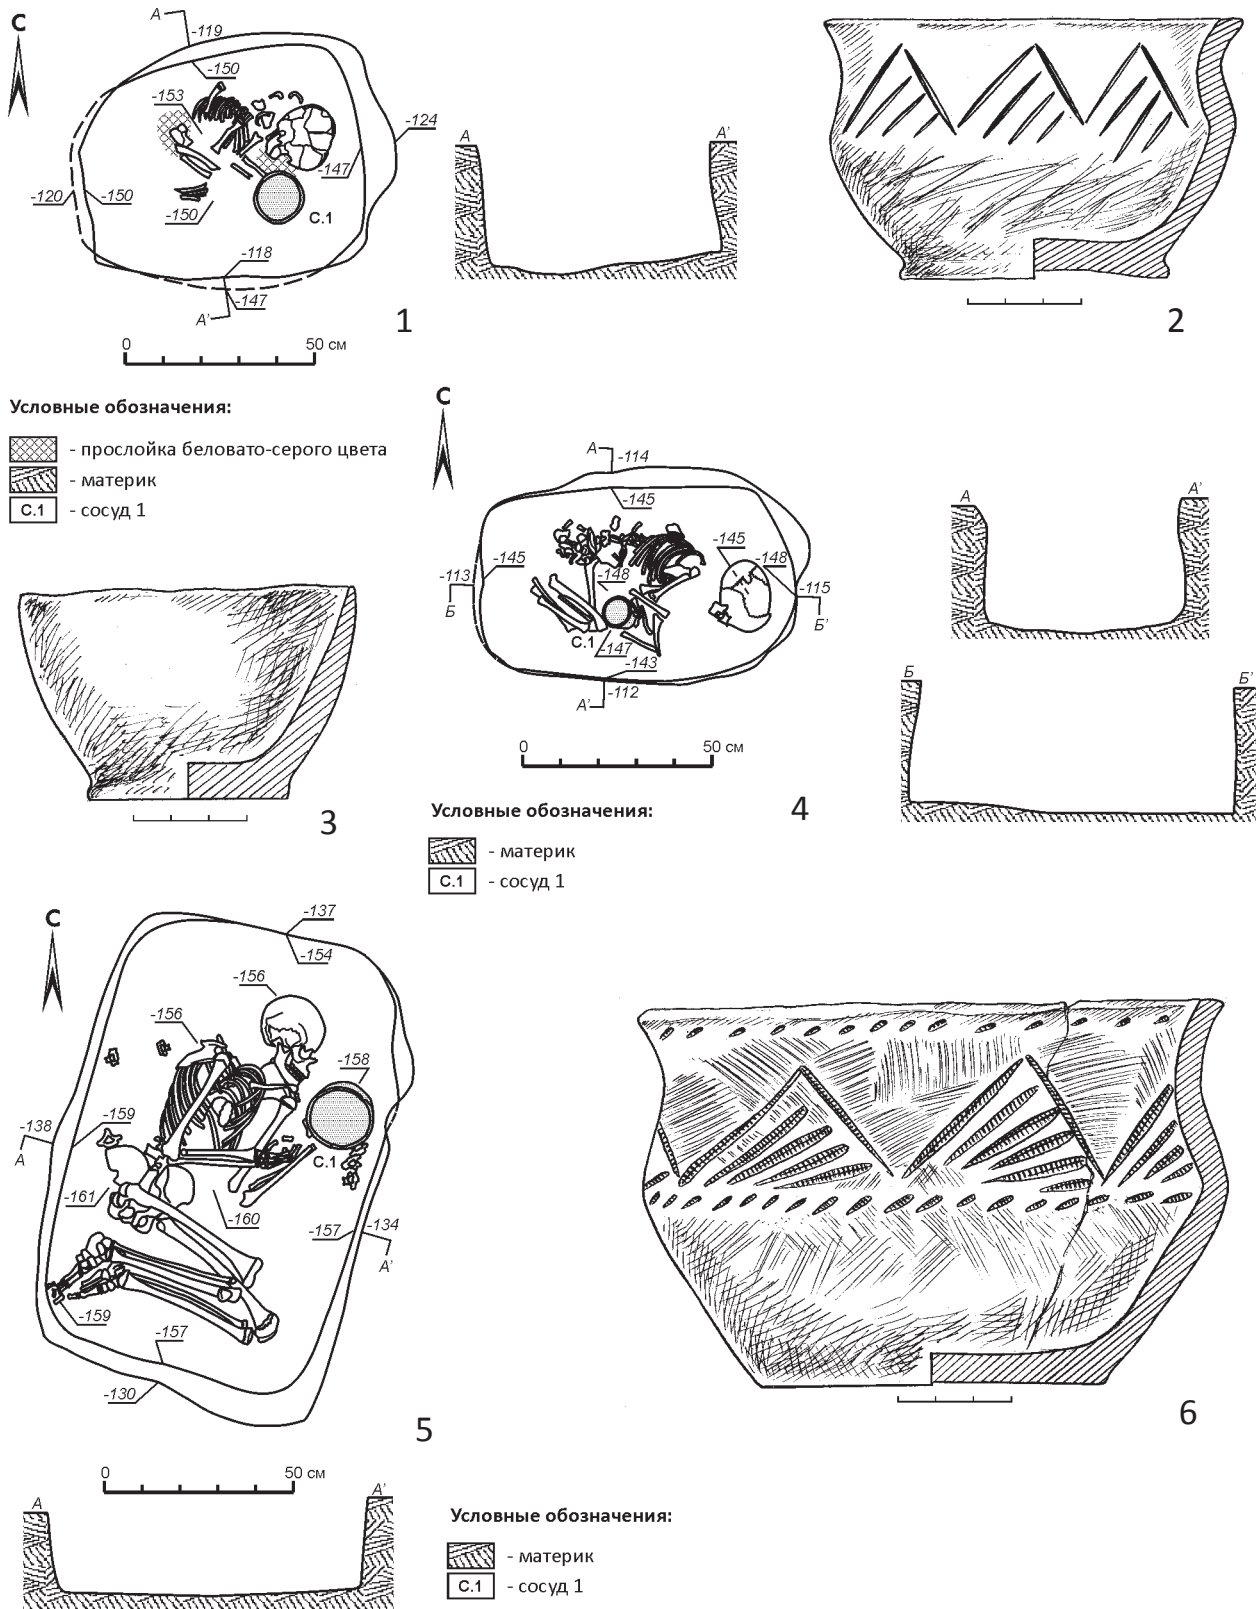 С
А
-119
-150
-153
-124
-147
-120
-150
-150
С.1
-118
-147
А'
1
0 50 см
А А'
2
Условные обозначения:
- прослойка беловато-серого цвета
- материк
С.1 - сосуд 1
3
С
А
-114
-145
-145
-113
Б
-148
-145
-148
-115
Б'
С.1
-147
-143
-112
А'
0 50 см
4
А А'
Б Б'
Условные обозначения:
- материк
С.1 - сосуд 1
С
-137
-154
-156
-156
-158
-159
-138
А
С.1
-161
-160
-157
-134
А'
-159
-157
-130
5
0 50 см
А А'
6
Условные обозначения:
- материк
С.1 - сосуд 1